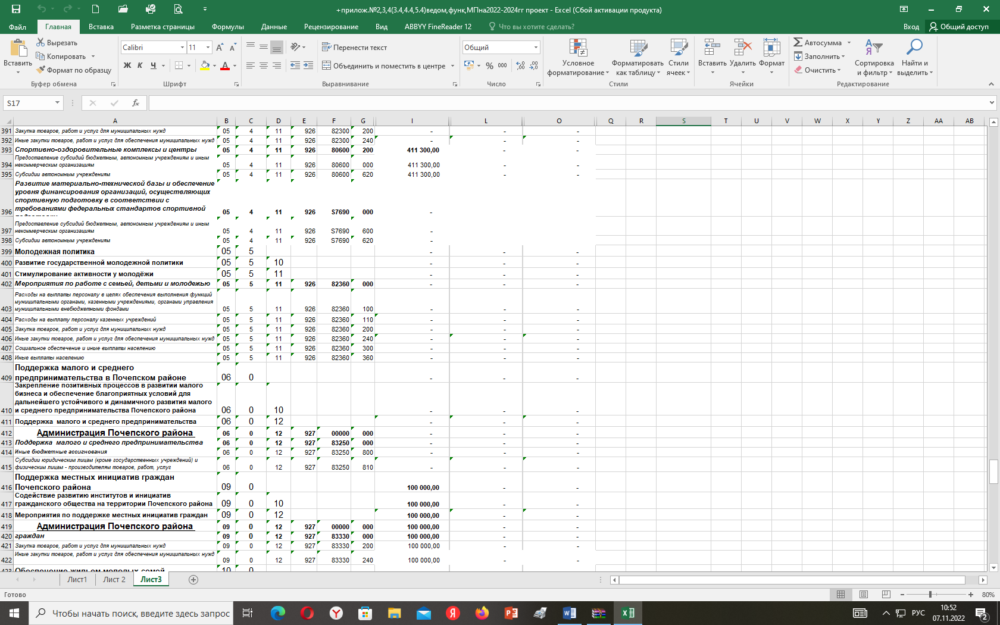 +прилож.№2,3,4(3.4,4.4,5.4)ведом,функ,МПна2022-2024гг проект - Excel (Сбой активации продукта)
Файл Главная Вставка Разметка страницы Формулы Данные Рецензирование Вид ABBYY FineReader 12 Что вы хотите сделать? Вход Общий доступ
Вставить
Вырезать
Копировать
Формат по образцу
Буфер обмена
Calibri 11
Ж К Ч
Шрифт
Перенести текст
Объединить и поместить в центре
Выравнивание
Общий
% 000
Число
Условное форматирование
Форматировать как таблицу
Стили ячеек
Стили
Вставить Удалить Формат
Ячейки
Автосумма
Заполнить
Очистить
Сортировка и фильтр
Найти и выделить
Редактирование
S17 fx
A B C D E F G I L O Q R S T U V W X Y Z AA AB
391 Закупка товаров, работ и услуг для муниципальных нужд 05 4 11 926 82300 200 - - -
392 Иные закупки товаров, работ и услуг для обеспечения муниципальных нужд 05 4 11 926 82300 240 - - -
393 Спортивно-оздоровительные комплексы и центры 05 4 11 926 80600 200 411 300,00 - -
Предоставление субсидий бюджетным, автономным учреждениям и иным
394 некоммерческим организациям 05 4 11 926 80600 000 411 300,00 - -
395 Субсидии автономным учреждениям 05 4 11 926 80600 620 411 300,00 - -
Развитие материально-технической базы и обеспечение
уровня финансирования организаций, осуществляющих
спортивную подготовку в соответствии с
требованиями федеральных стандартов спортивной
396 05 4 11 926 S7690 000 -
Предоставление субсидий бюджетным, автономным учреждениям и иным
397 некоммерческим организациям 05 4 11 926 S7690 600 -
398 Субсидии автономным учреждениям 05 4 11 926 S7690 620 -
399 Молодежная политика 05 5 - - -
400 Развитие государственной молодежной политики 05 5 10 - - -
401 Стимулирование активности у молодёжи 05 5 11 - - -
402 Мероприятия по работе с семьей, детьми и молодежью 05 5 11 926 82360 000 - - -
Расходы на выплаты персоналу в целях обеспечения выполнения функций
муниципальными органами, казенными учреждениями, органами управления
403 муниципальными внебюджетными фондами 05 5 11 926 82360 100 - - -
404 Расходы на выплату персоналу казенных учреждений 05 5 11 926 82360 110 - - -
405 Закупка товаров, работ и услуг для муниципальных нужд 05 5 11 926 82360 200 - - -
406 Иные закупки товаров, работ и услуг для обеспечения муниципальных нужд 05 5 11 926 82360 240 - - -
407 Социальное обеспечение и иные выплаты населению 05 5 11 926 82360 300 - - -
408 Иные выплаты населению 05 5 11 926 82360 360 - - -
Поддержка малого и среднего
409 предпринимательства в Почепском районе 06 0 - - -
Закрепление позитивных процессов в развитии малого
бизнеса и обеспечение благоприятных условий для
дальнейшего устойчивого и динамичного развития малого
410 и среднего предпринимательства Почепского района 06 0 10 - - -
411 Поддержка малого и среднего предпринимательства 06 0 12 - - -
412 Администрация Почепского района 06 0 12 927 00000 000 - - -
413 Поддержка малого и среднего предпринимательства 06 0 12 927 83250 000 - - -
414 Иные бюджетные ассигнования 06 0 12 927 83250 800 - - -
Субсидии юридическим лицам (кроме государственных учреждений) и
415 физическим лицам - производителям товаров, работ, услуг 06 0 12 927 83250 810 - - -
Поддержка местных инициатив граждан
416 Почепского района 09 0 100 000,00 - -
Содействие развитию институтов и инициатив
417 гражданского общества на территории Почепского района 09 0 10 100 000,00 - -
418 Мероприятия по поддержке местных инициатив граждан 09 0 12 100 000,00 - -
419 Администрация Почепского района 09 0 12 927 00000 000 100 000,00 - -
420 граждан 09 0 12 927 83330 000 100 000,00 - -
421 Закупка товаров, работ и услуг для муниципальных нужд 09 0 12 927 83330 200 100 000,00 - -
Иные закупки товаров, работ и услуг для обеспечения муниципальных нужд
422 09 0 12 927 83330 240 100 000,00 - -
423 Обеспечение жильем молодых семей 10 0
Лист1 Лист 2 Лист3
Готово 80%
Чтобы начать поиск, введите здесь запрос РУС 10:52
07.11.2022 2